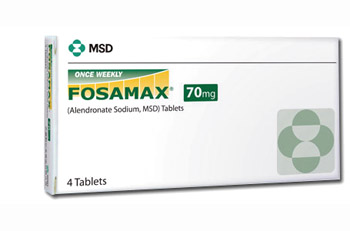 MSD
ONCE WEEKLY
FOSAMAX® 70mg
(Alendronate Sodium, MSD) Tablets
4 Tablets